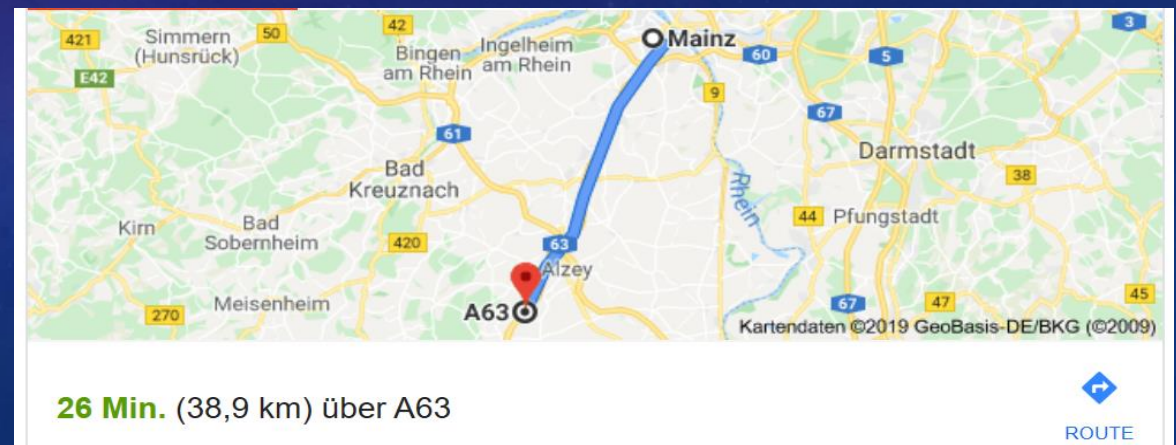 421
Simmern
(Hunsrück)
50
42
Bingen
am Rhein
Ingelheim
am Rhein
Mainz
60
5
3
E42
9
67
61
Bad
Kreuznach
Darmstadt
38
Rhein
Kirn
Bad
Sobernheim
420
63
44
Pfungstadt
Alzey
270
Meisenheim
A63
67
47
45
Kartendaten ©2019 GeoBasis-DE/BKG (©2009)
26 Min. (38,9 km) über A63
ROUTE